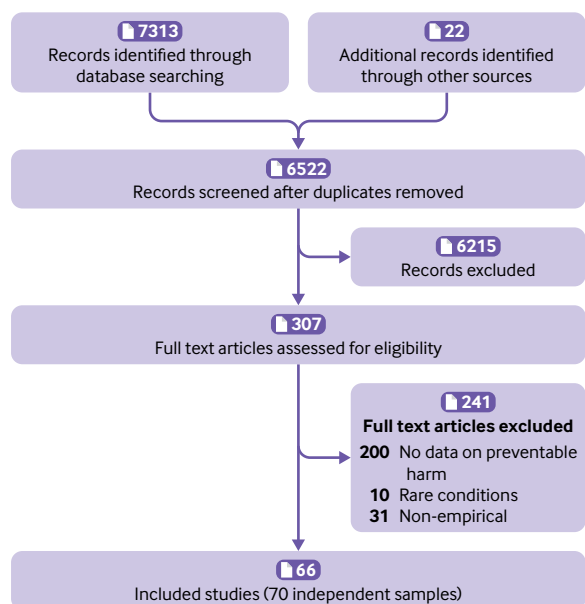 7313
Records identified through
database searching
22
Additional records identified
through other sources
6522
Records screened after duplicates removed
6215
Records excluded
307
Full text articles assessed for eligibility
241
Full text articles excluded
200 No data on preventable
harm
10 Rare conditions
31 Non-empirical
66
Included studies (70 independent samples)